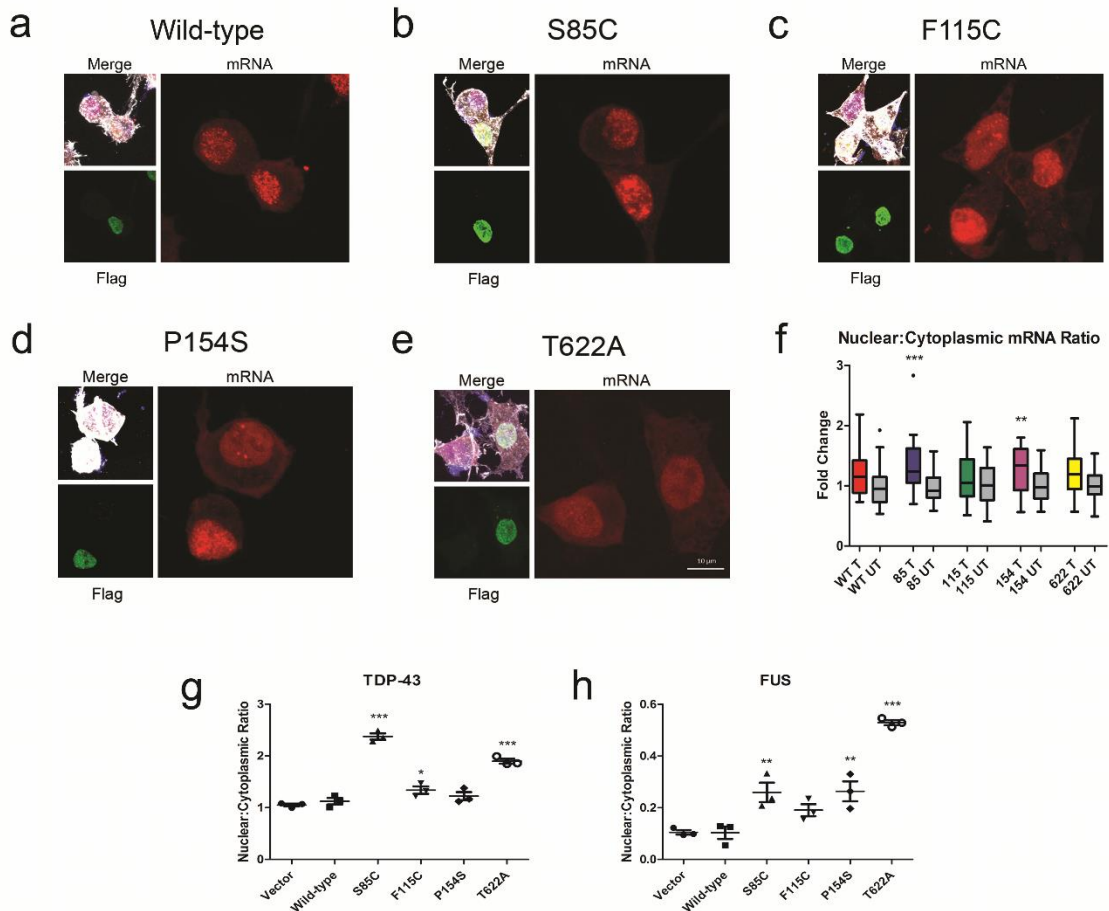 a
Wild-type
Merge
mRNA
Flag
b
S85C
Merge
mRNA
Flag
c
F115C
Merge
mRNA
Flag
d
P154S
Merge
mRNA
Flag
e
T622A
Merge
mRNA
10 μm
Flag
f
Nuclear:Cytoplasmic mRNA Ratio
Fold Change
3
2
1
0
***
**
WT T
WT UT
85 T
85 UT
115 T
115 UT
154 T
154 UT
622 T
622 UT
g
TDP-43
Nuclear:Cytoplasmic Ratio
3
2
1
0
***
*
***
Vector
Wild-type
S85C
F115C
P154S
T622A
h
FUS
Nuclear:Cytoplasmic Ratio
0.6
0.4
0.2
0.0
**
**
***
Vector
Wild-type
S85C
F115C
P154S
T622A